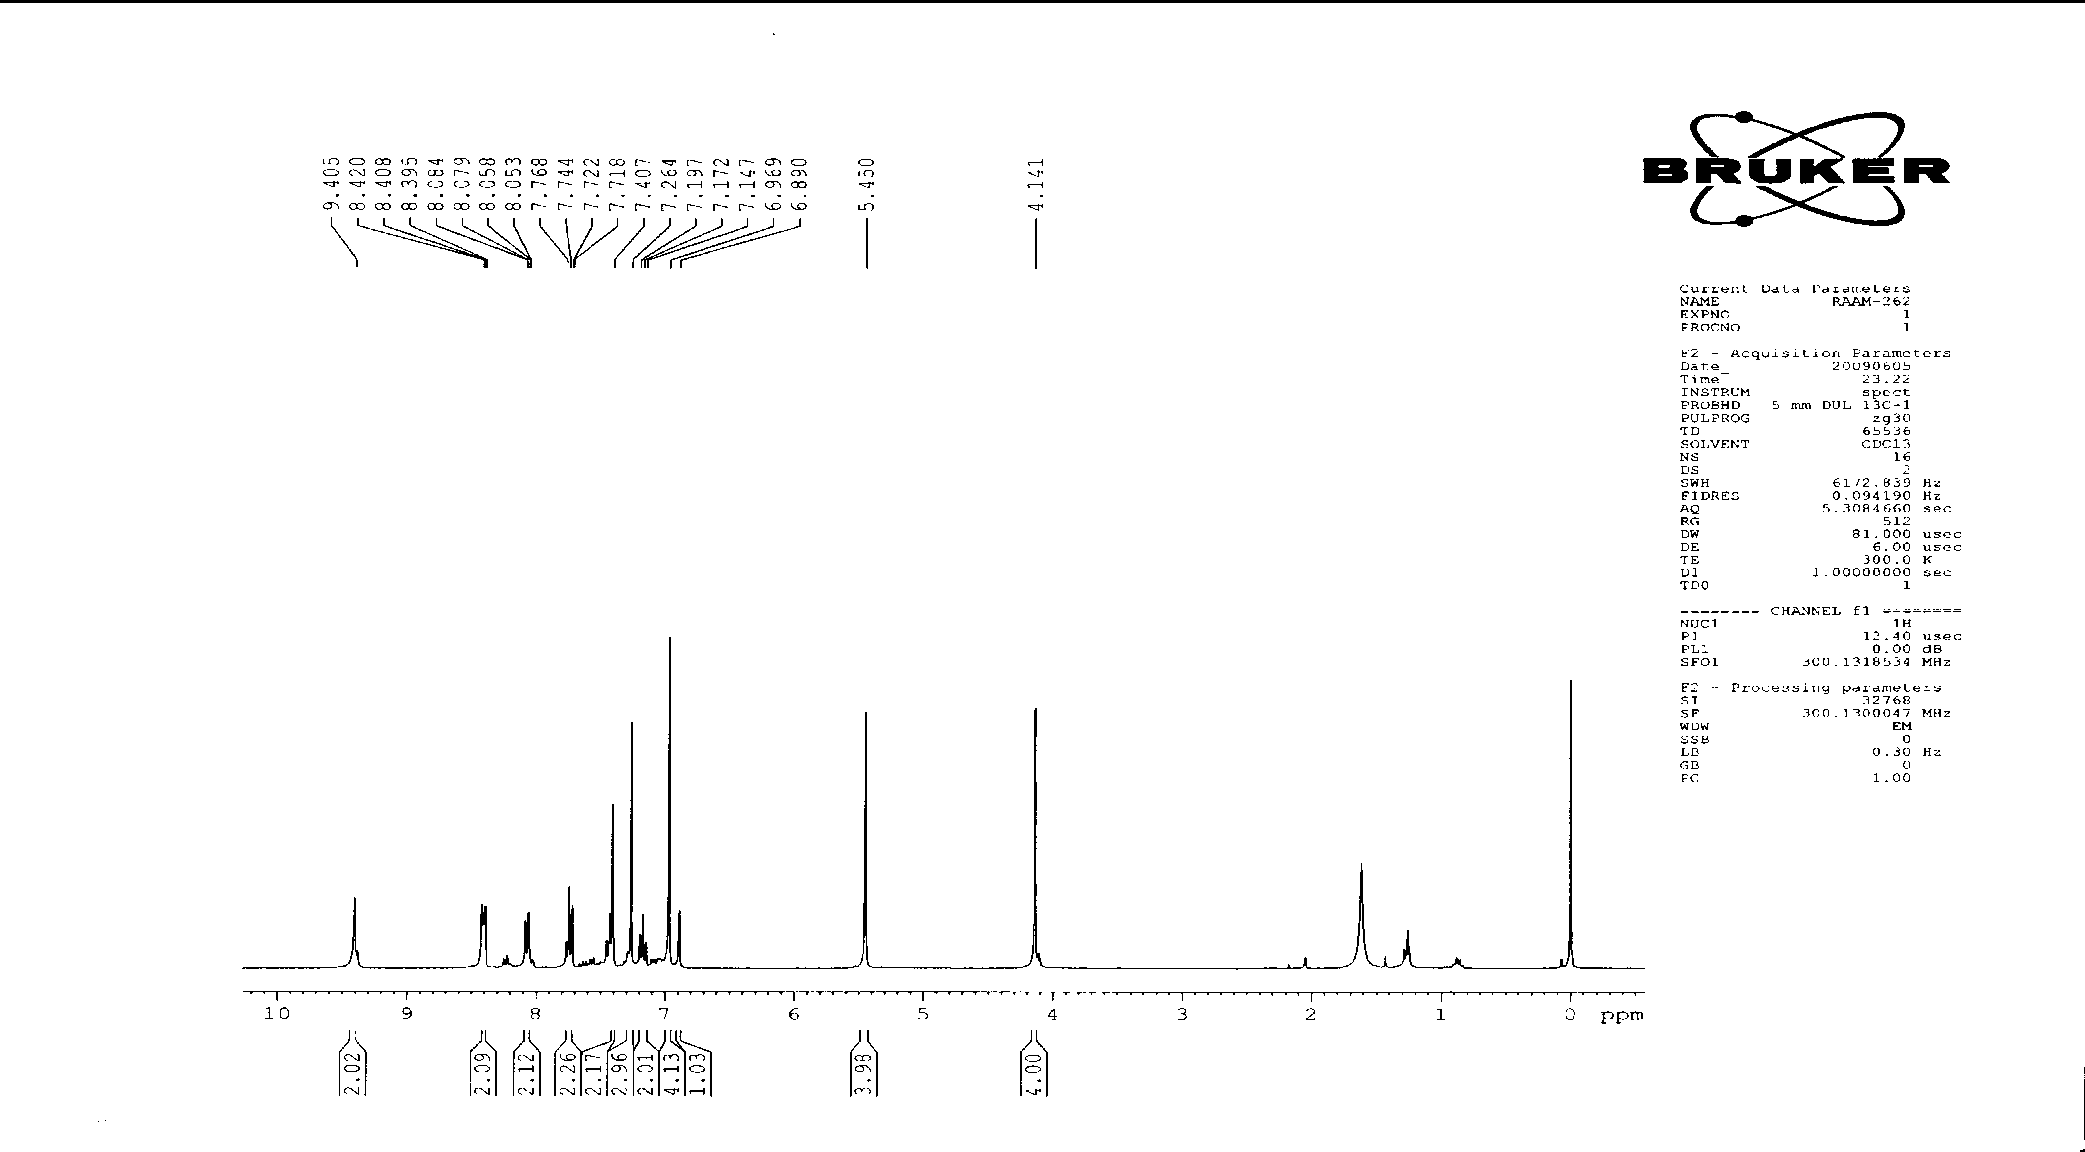 9.405
8.420
8.408
8.395
8.084
8.079
8.058
8.053
7.768
7.744
7.722
7.718
7.407
7.264
7.197
7.172
7.147
6.969
6.890
5.450
4.141
BRUKER
Current Data Parameters
NAME RAAM-262
EXPNO 1
PROCNO 1
F2 - Acquisition Parameters
Date_ 20090605
Time 23.22
INSTRUM spect
PROBHD 5 mm DUL 13C-1
PULPROG zg30
TD 65536
SOLVENT CDCl3
NS 16
DS 2
SWH 6172.839 Hz
FIDRES 0.094190 Hz
AQ 5.3084660 sec
RG 512
DW 81.000 usec
DE 6.00 usec
TE 300.0 K
D1 1.00000000 sec
TD0 1
======== CHANNEL f1 ========
NUC1 1H
P1 12.40 usec
PL1 0.00 dB
SFO1 300.1318534 MHz
F2 - Processing parameters
SI 32768
SF 300.1300047 MHz
WDW EM
SSB 0
LB 0.30 Hz
GB 0
PC 1.00
10 9 8 7 6 5 4 3 2 1 0 ppm
2.02
2.09
2.12
2.26
2.17
2.96
2.01
4.13
1.03
3.98
4.00